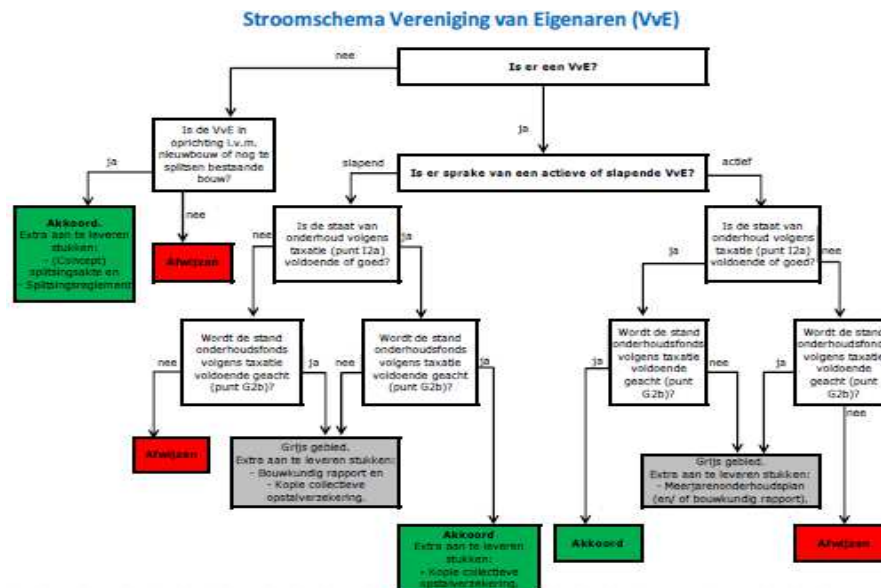 Stroomschema Vereniging van Eigenaren (VvE)
nee
Is er een VvE?
ja
Is de VvE in
oprichting i.v.m.
nieuwbouw of nog te
splitsen bestaande
bouw?
ja
nee
slapend
Is er sprake van een actieve of slapende VvE?
actief
Akkoord.
Extra aan te leveren
stukken:
- (Concept)
splitsingsakte en
- Splitsingsreglement
Afwijzen
nee
Is de staat van
onderhoud volgens
taxatie (punt I2a)
voldoende of goed?
ja
ja
Is de staat van
onderhoud volgens
taxatie (punt I2a)
voldoende of goed?
nee
nee
Wordt de stand
onderhoudsfonds
volgens taxatie
voldoende geacht
(punt G2b)?
ja
nee
Wordt de stand
onderhoudsfonds
volgens taxatie
voldoende geacht
(punt G2b)?
ja
ja
Wordt de stand
onderhoudsfonds
volgens taxatie
voldoende
geacht (punt
G2b)?
nee
ja
Wordt de stand
onderhoudsfonds
volgens taxatie
voldoende
geacht (punt
G2b)?
nee
Afwijzen
Grijs gebied.
Extra aan te leveren stukken:
- Bouwkundig rapport en
- Kopie collectieve
opstalverzekering.
Grijs gebied.
Extra aan te leveren stukken:
- Meerjarenonderhoudsplan
(en/ of bouwkundig rapport).
Akkoord
Extra aan te leveren
stukken:
- Kopie collectieve
opstalverzekering.
Akkoord
Afwijzen